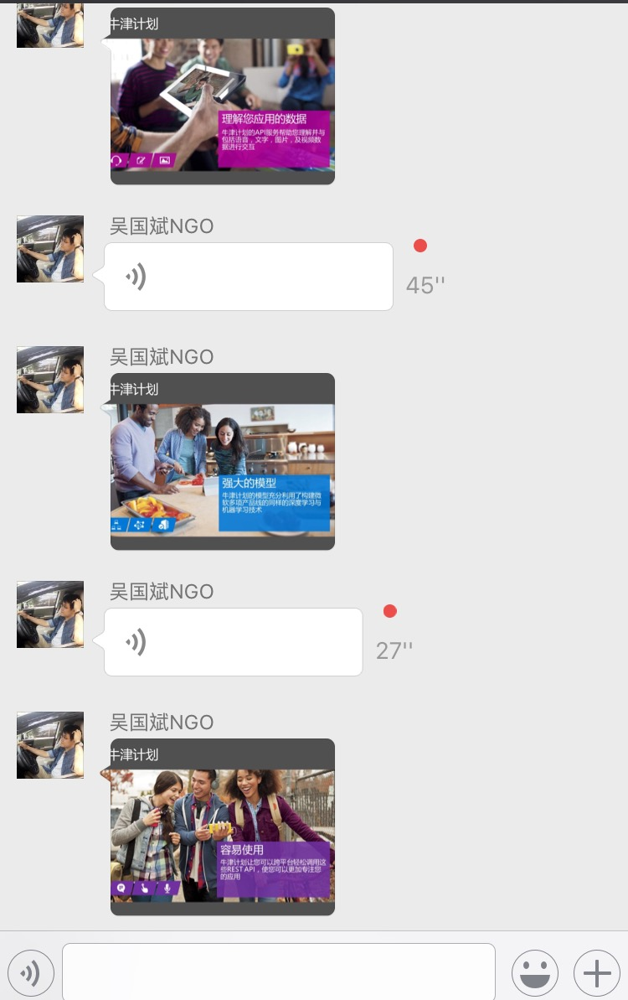 牛津计划
理解您应用的数据
牛津计划的API服务帮助您理解并与
包括语音，文字，图片，及视频数
据进行交互
吴国斌NGO
45''
吴国斌NGO
牛津计划
强大的模型
牛津计划的模型充分利用了构建微
软多项产品线的同样的深度学习与
机器学习技术
吴国斌NGO
27''
吴国斌NGO
牛津计划
容易使用
牛津计划让您可以跨平台轻松调用这
些REST API，使您可以更加专注您
的应用